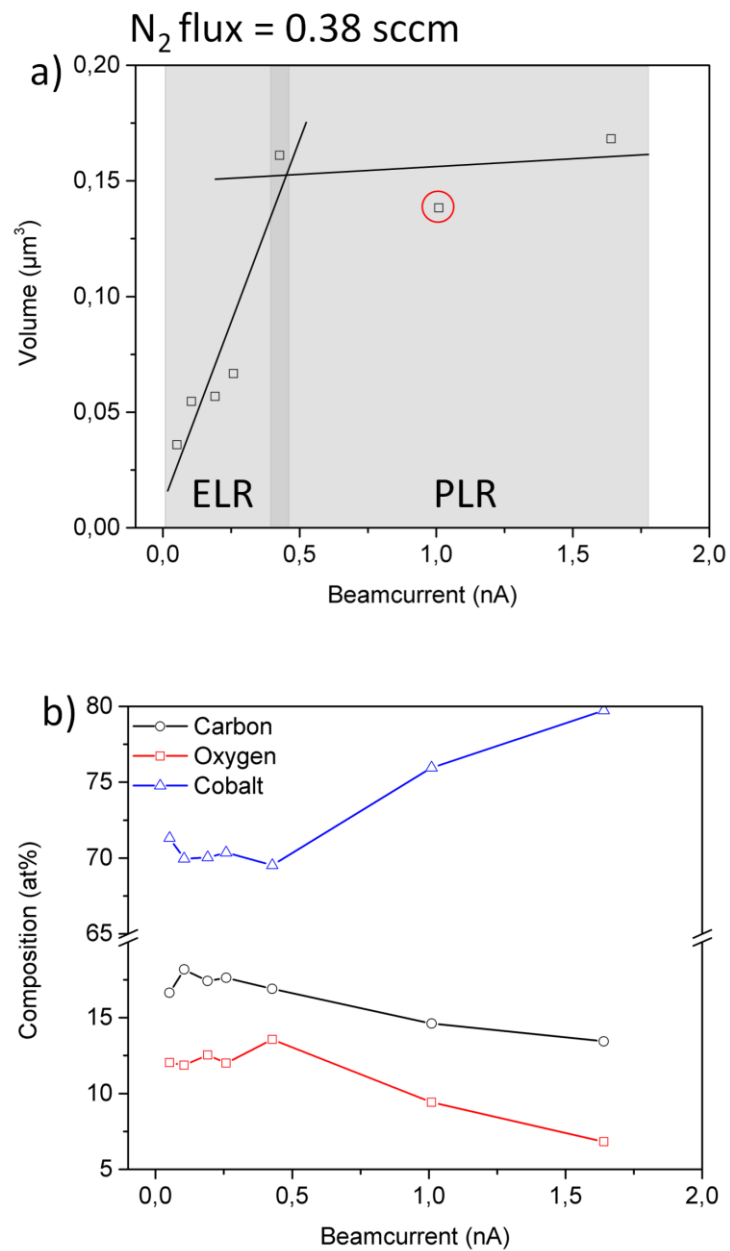 N₂ flux = 0.38 sccm
a)
0,20
0,15
0,10
0,05
0,00
Volume (µm³)
ELR
PLR
0,0
0,5
1,0
1,5
2,0
Beamcurrent (nA)
b)
80
75
70
65
15
10
5
Composition (at%)
Carbon
Oxygen
Cobalt
0,0
0,5
1,0
1,5
2,0
Beamcurrent (nA)